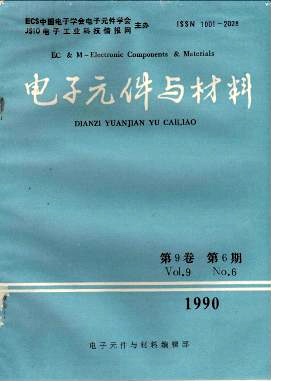 ECS中国电子学会电子元件学会
JSIO电子工业科技情报网
主办
ISSN 1001-2028
EC & M-Electronic Components & Materials
电子元件与材料
DIANZI YUANJIAN YU CAILIAO
第9卷 第6期
Vol.9 No.6
1990
电子元件与材料编辑部